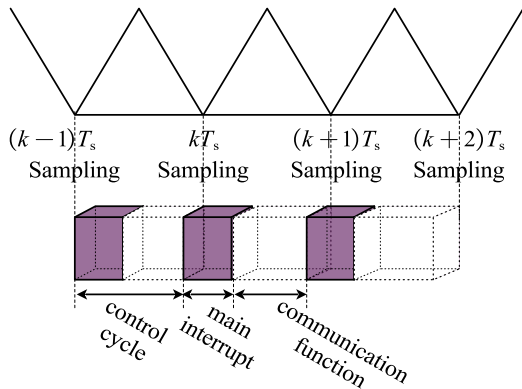 (k − 1)Tₛ kTₛ (k + 1)Tₛ (k + 2)Tₛ
Sampling Sampling Sampling Sampling
control
cycle
main
interrupt
communication
function